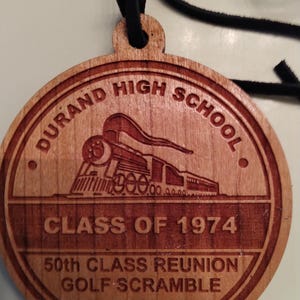 • DURAND HIGH SCHOOL •
CLASS OF 1974
50th CLASS REUNION
GOLF SCRAMBLE